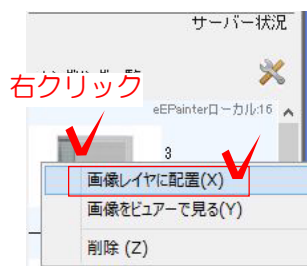 サーバー状況
右クリック
eEPainterローカル:16
3
画像レイヤに配置(X)
画像をビュアーで見る(Y)
削除 (Z)